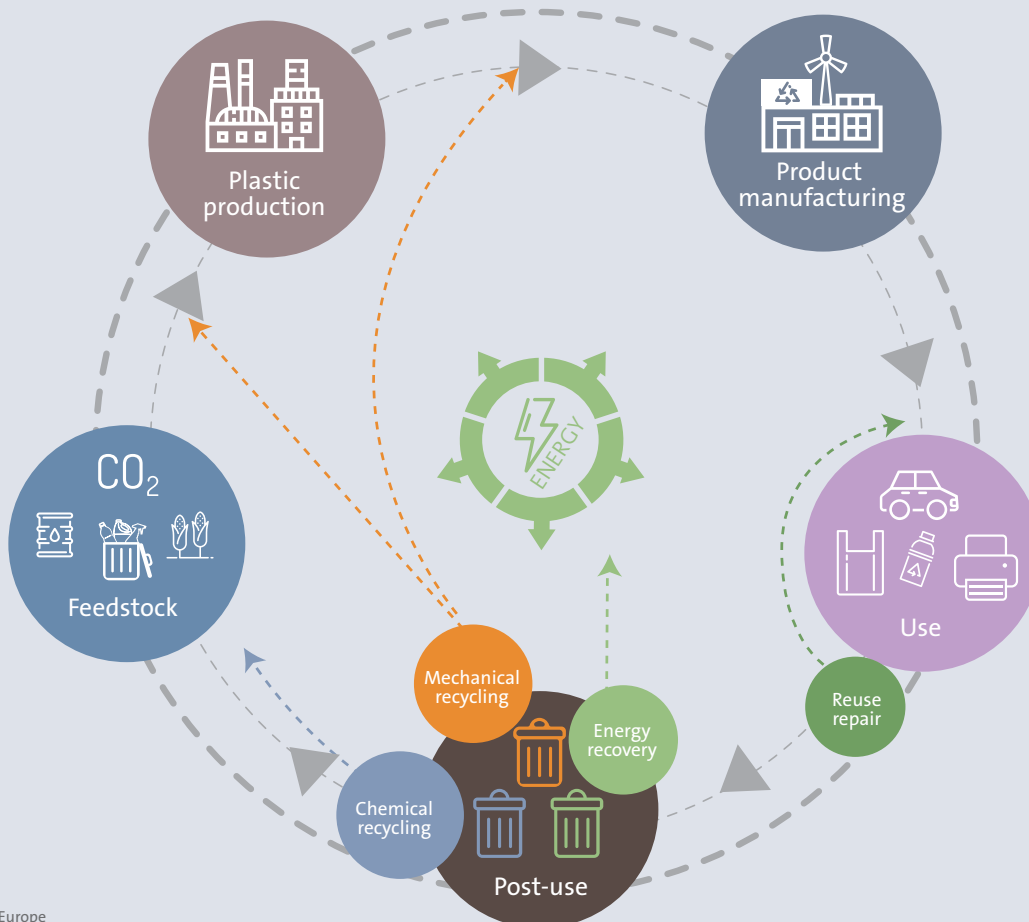 Plastic
production
Product
manufacturing
ENERGY
CO₂
Feedstock
Use
Mechanical
recycling
Energy
recovery
Reuse
repair
Chemical
recycling
Post-use
Europe